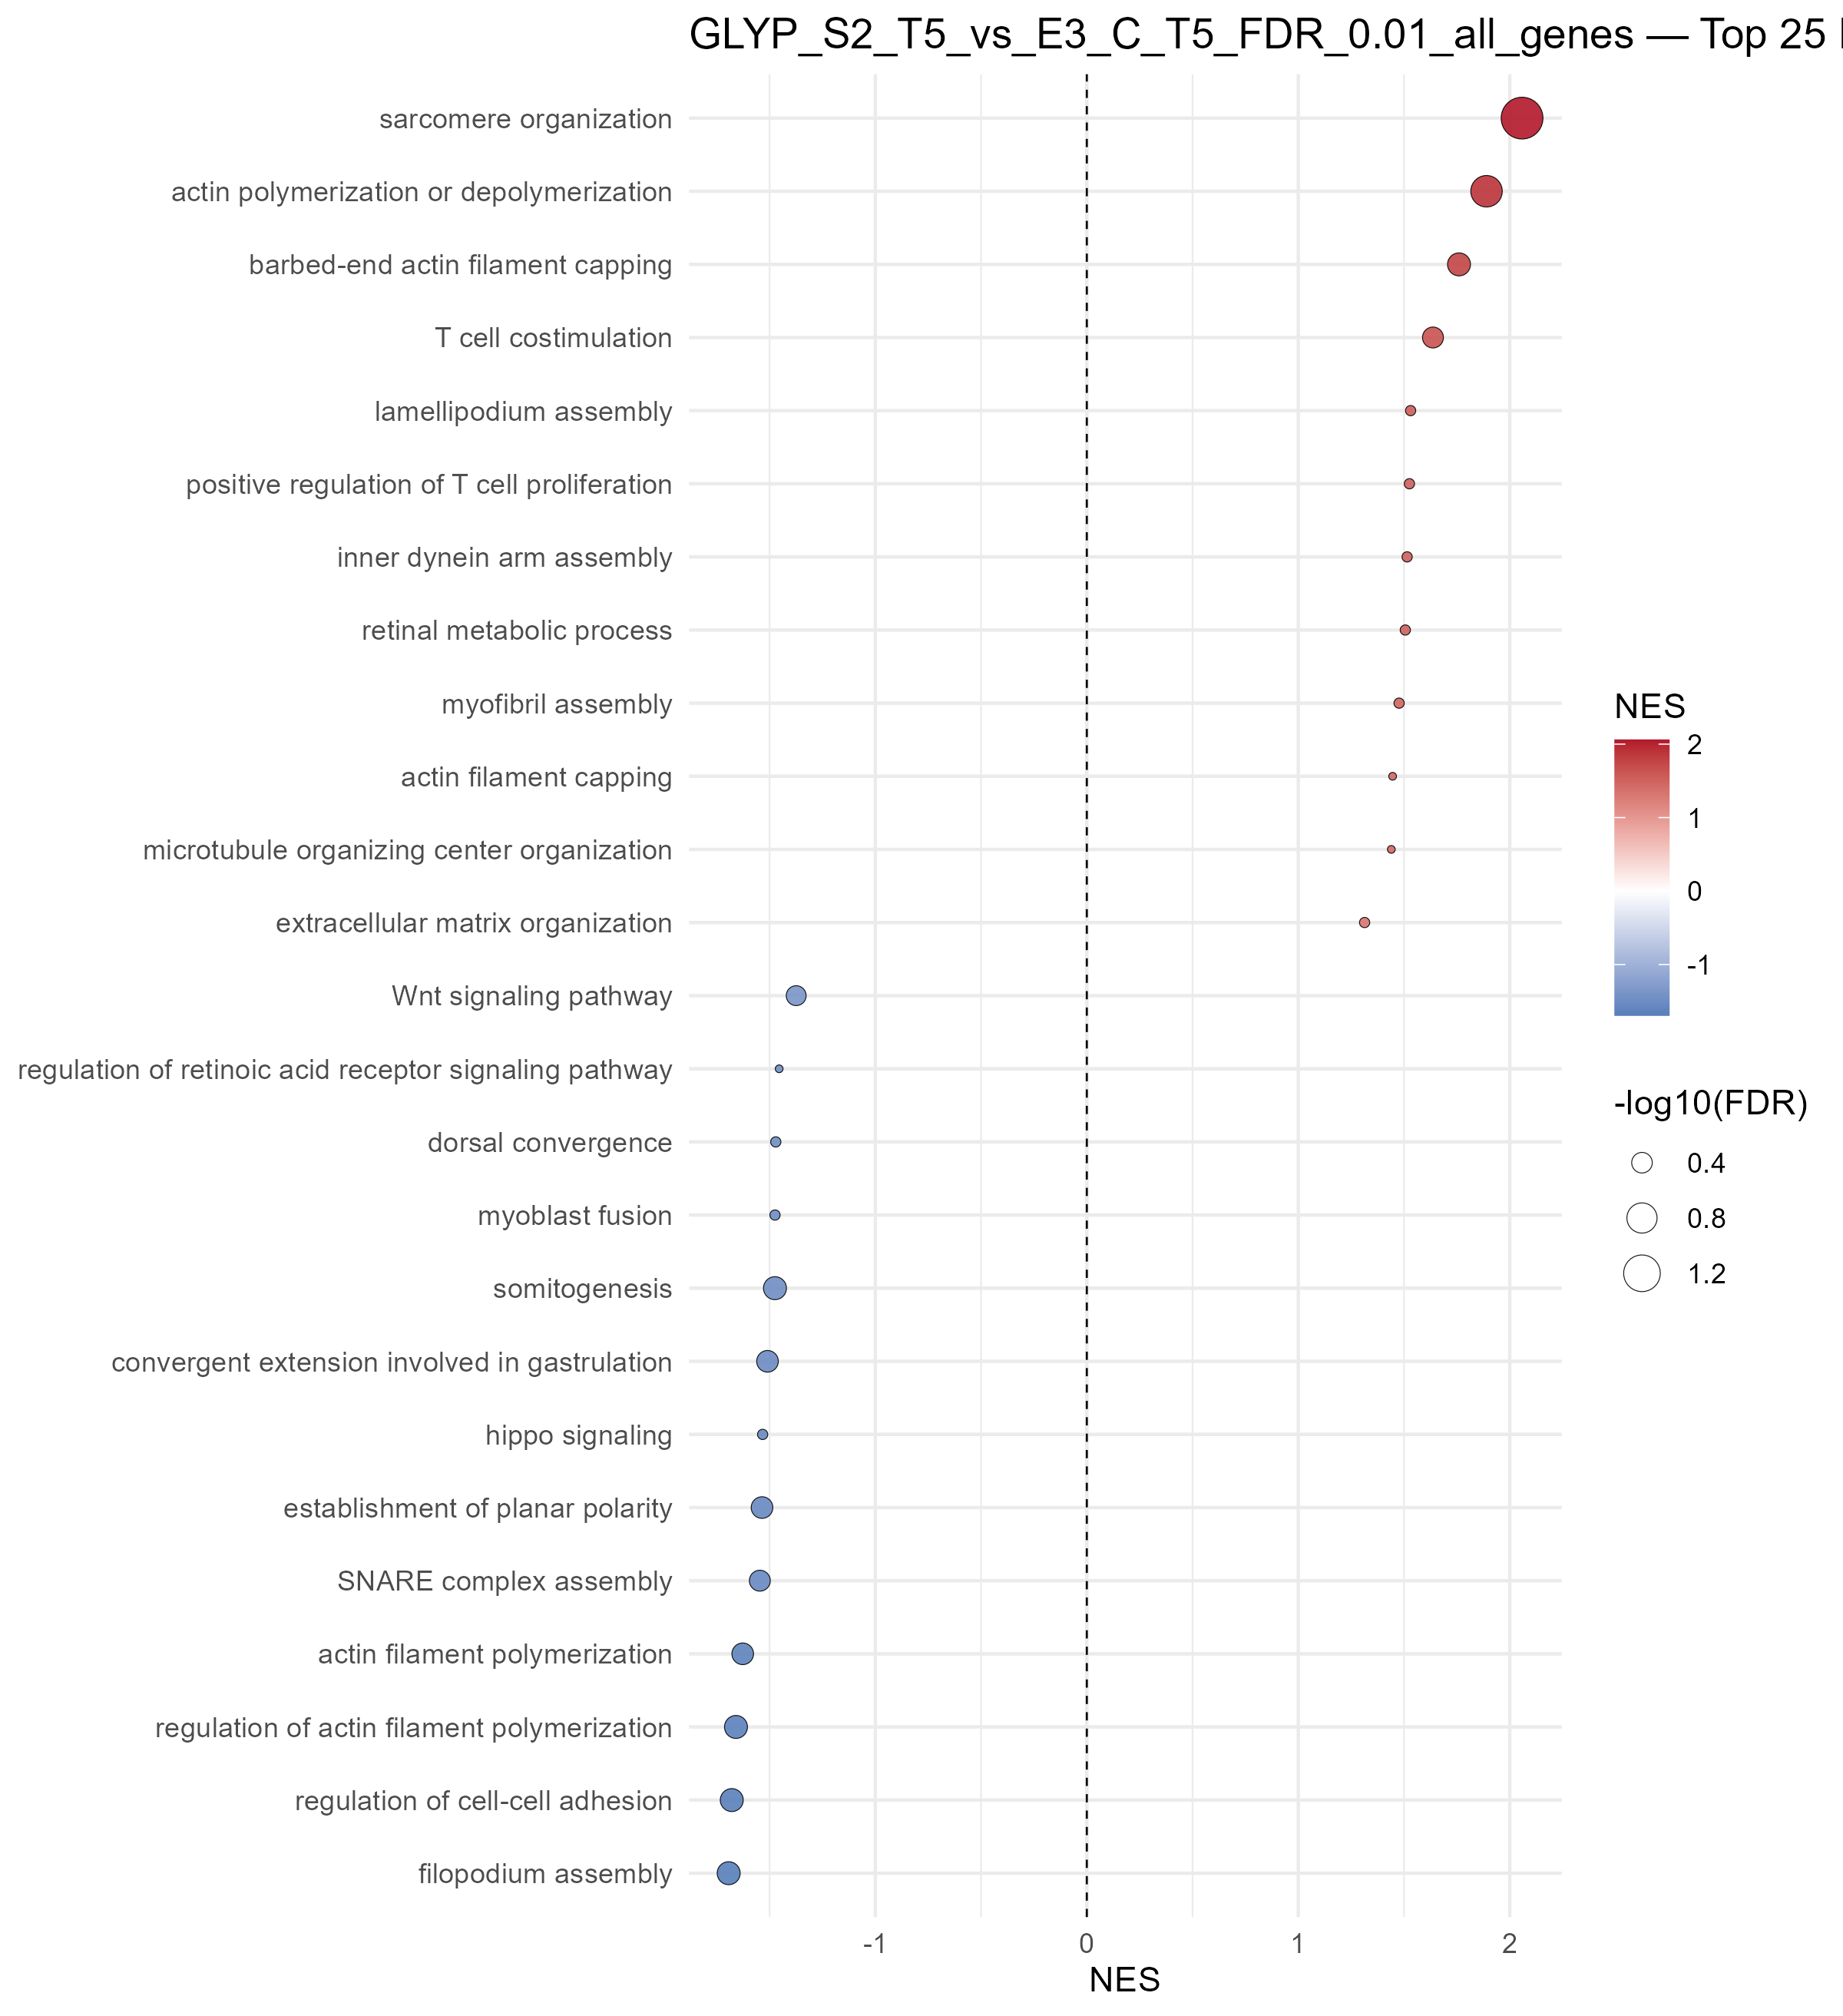 GLYP_S2_T5_vs_E3_C_T5_FDR_0.01_all_genes — Top 25
sarcomere organization
actin polymerization or depolymerization
barbed-end actin filament capping
T cell costimulation
lamellipodium assembly
positive regulation of T cell proliferation
inner dynein arm assembly
retinal metabolic process
myofibril assembly
actin filament capping
microtubule organizing center organization
extracellular matrix organization
Wnt signaling pathway
regulation of retinoic acid receptor signaling pathway
dorsal convergence
myoblast fusion
somitogenesis
convergent extension involved in gastrulation
hippo signaling
establishment of planar polarity
SNARE complex assembly
actin filament polymerization
regulation of actin filament polymerization
regulation of cell-cell adhesion
filopodium assembly
-1 0 1 2
NES
NES
2
1
0
-1
-log10(FDR)
0.4
0.8
1.2